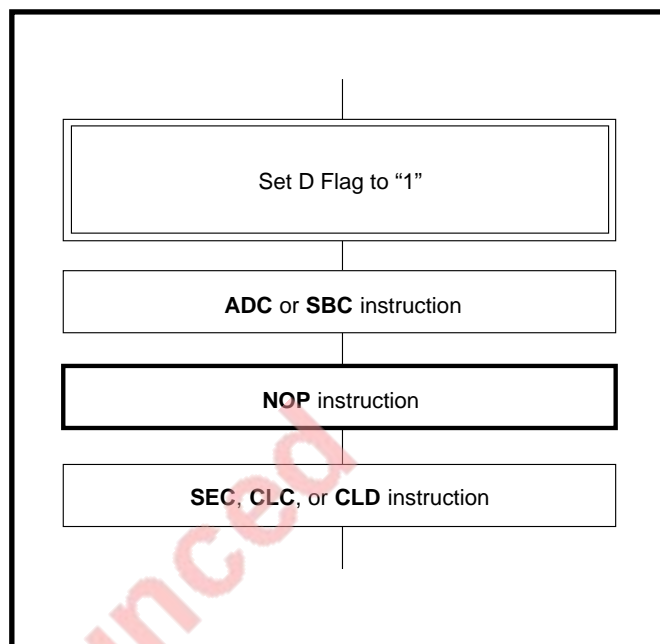 Set D Flag to “1”
ADC or SBC instruction
NOP instruction
SEC, CLC, or CLD instruction